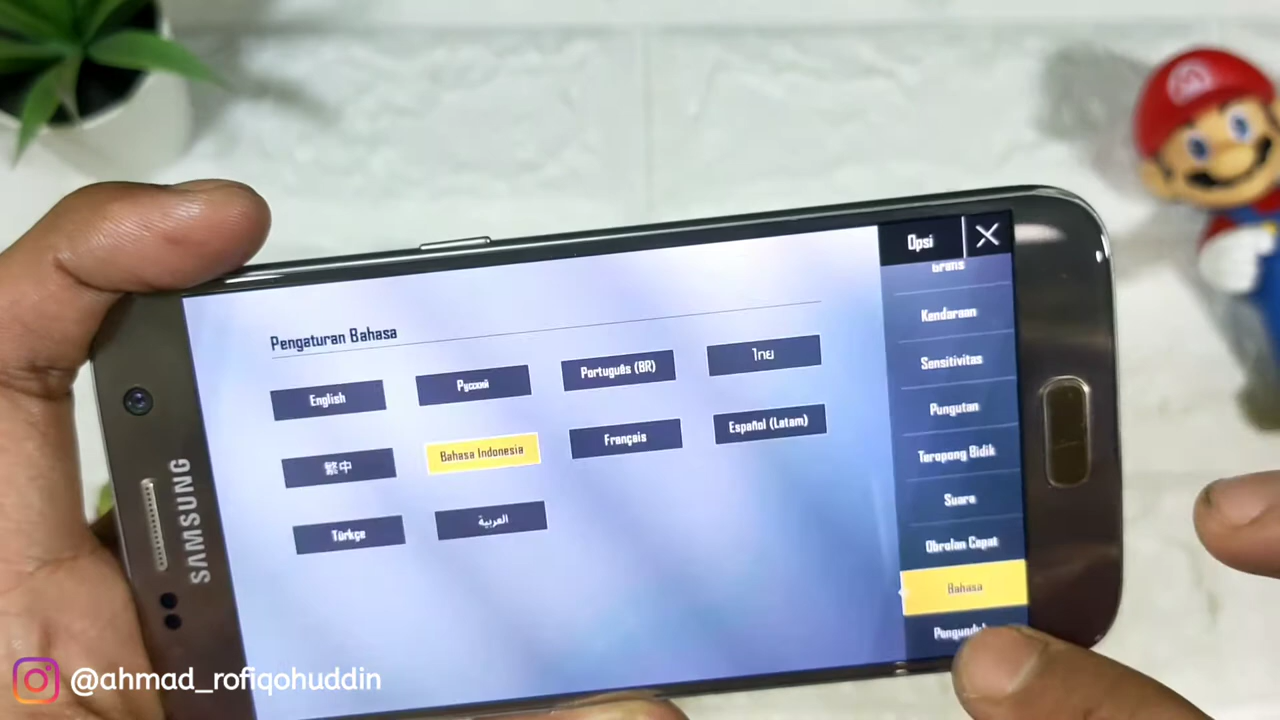 Opsi
Pengaturan Bahasa
English
Русский
Português (BR)
ไทย
繁中
Bahasa Indonesia
Français
Español (Latam)
Türkçe
العربية
Kendaraan
Sensitivitas
Pungutan
Teropong Bidik
Suara
Obrolan Cepat
Bahasa
SAMSUNG
M
@ahmad_rofiqohuddin